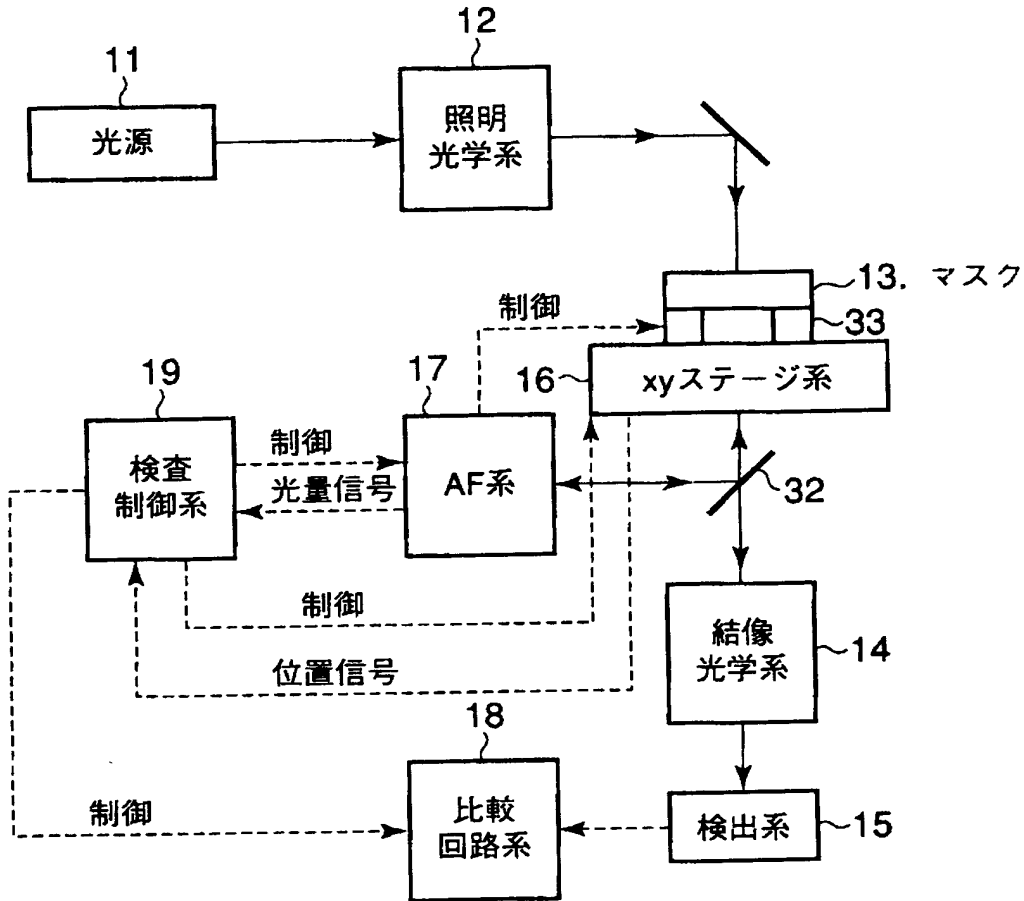 12
11
照明
光学系
光源
13. マスク
制御
33
16
xyステージ系
19
17
制御
検査
制御系
AF系
32
光量信号
制御
結像
光学系
14
位置信号
18
制御
比較
回路系
検出系
15